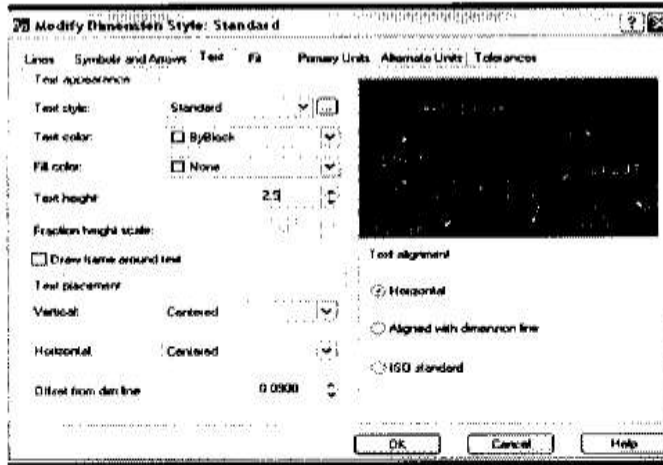 Modify Dimension Style: Standard
Lines Symbols and Arrows Text Fit Primary Units Alternate Units Tolerances
Text appearance
Text style: Standard
Text color: ByBlock
Fill color: None
Text height: 2.5
Fraction height scale:
Draw frame around text
Text placement
Vertical: Centered
Horizontal: Centered
Offset from dim line 0.0900
Text alignment
Horizontal
Aligned with dimension line
ISO standard
OK Cancel Help